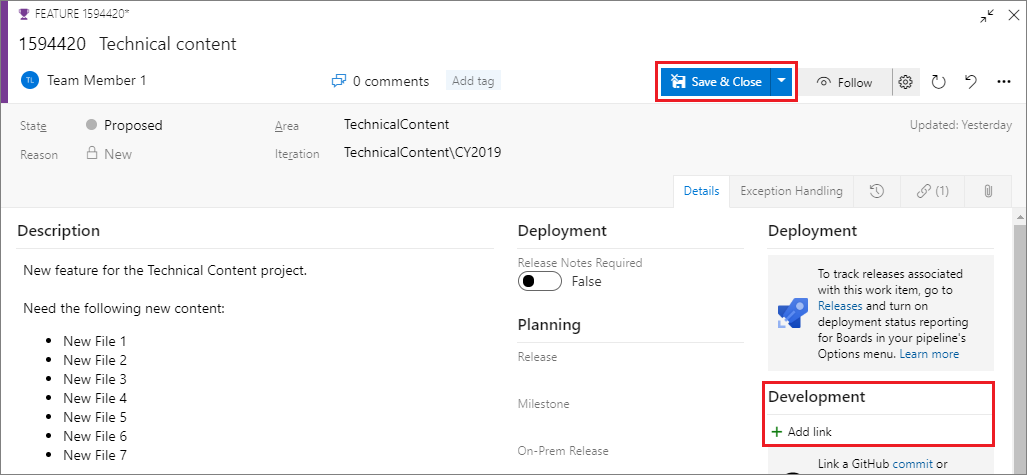 FEATURE 1594420*
1594420 Technical content
TL Team Member 1 0 comments Add tag Save & Close Follow
State Proposed Area TechnicalContent Updated: Yesterday
Reason New Iteration TechnicalContent\CY2019
Details Exception Handling (1)
Description
New feature for the Technical Content project.
Need the following new content:
• New File 1
• New File 2
• New File 3
• New File 4
• New File 5
• New File 6
• New File 7
Deployment
Release Notes Required
False
Planning
Release
Milestone
On-Prem Release
Deployment
To track releases associated
with this work item, go to
Releases and turn on
deployment status reporting
for Boards in your pipeline's
Options menu. Learn more
Development
+ Add link
Link a GitHub commit or